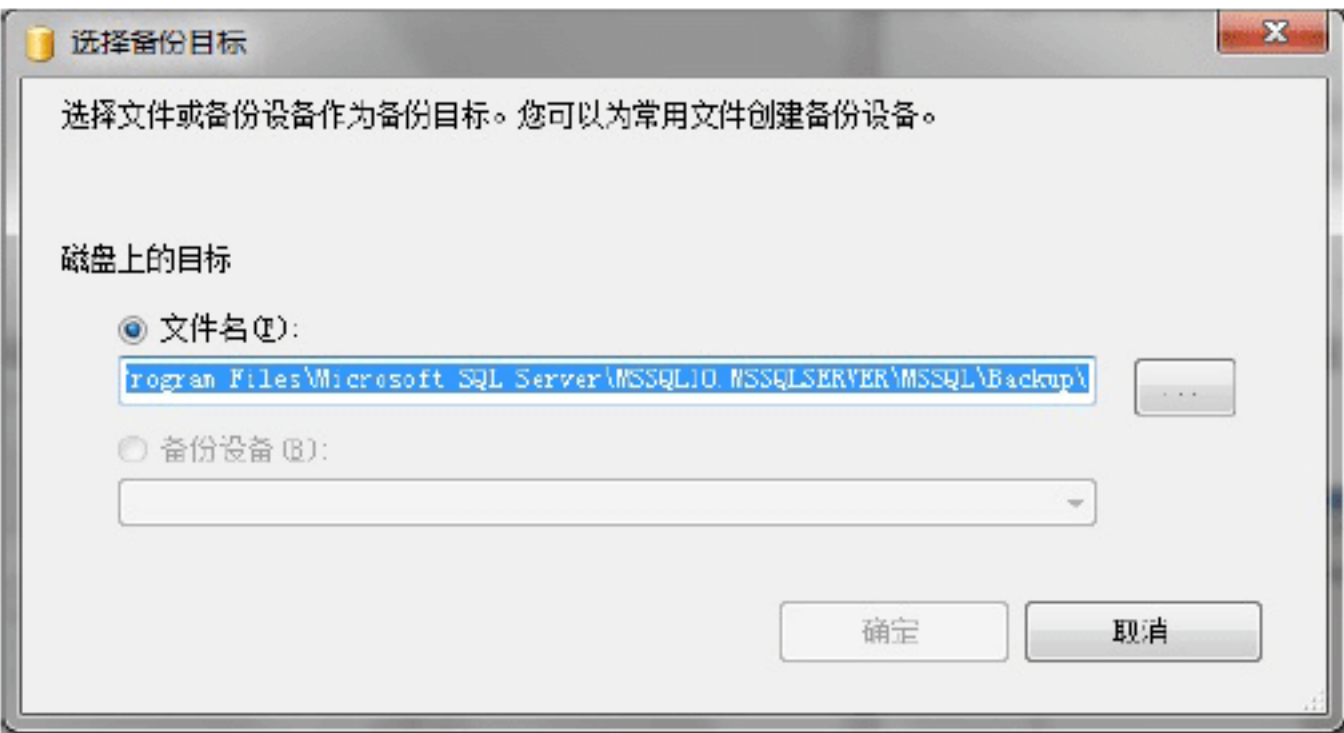 选择备份目标
选择文件或备份设备作为备份目标。您可以为常用文件创建备份设备。
磁盘上的目标
文件名(F):
rogram Files\Microsoft SQL Server\MSSQL10.MSSQLSERVER\MSSQL\Backup\
...
备份设备(B):
确定
取消